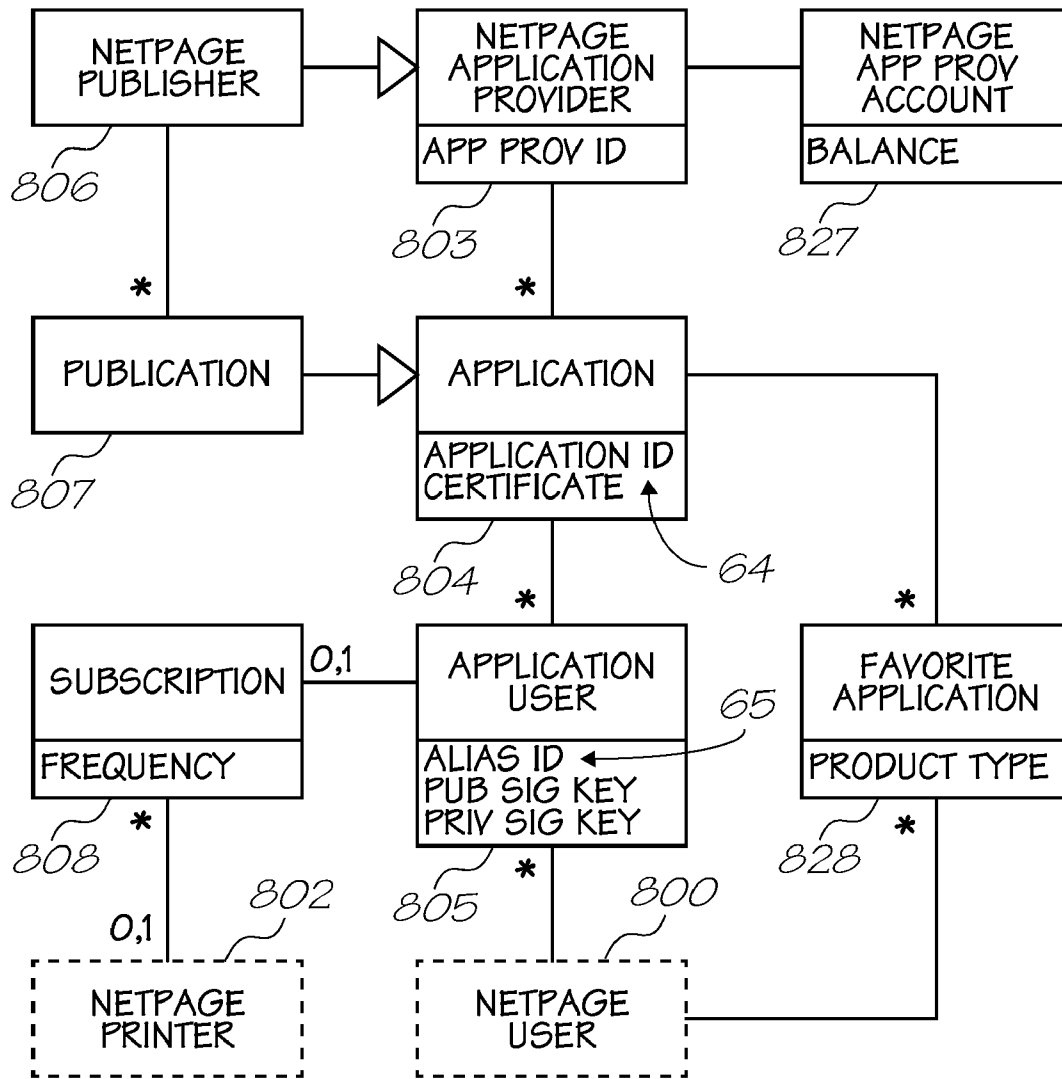 NETPAGE
PUBLISHER
806
NETPAGE
APPLICATION
PROVIDER
APP PROV ID
803
NETPAGE
APP PROV
ACCOUNT
BALANCE
827
*
*
PUBLICATION
807
APPLICATION
APPLICATION ID
CERTIFICATE
804
64
*
*
SUBSCRIPTION
FREQUENCY
808
0,1
APPLICATION
USER
65
ALIAS ID
PUB SIG KEY
PRIV SIG KEY
805
FAVORITE
APPLICATION
PRODUCT TYPE
828
*
*
*
802
800
0,1
NETPAGE
PRINTER
NETPAGE
USER